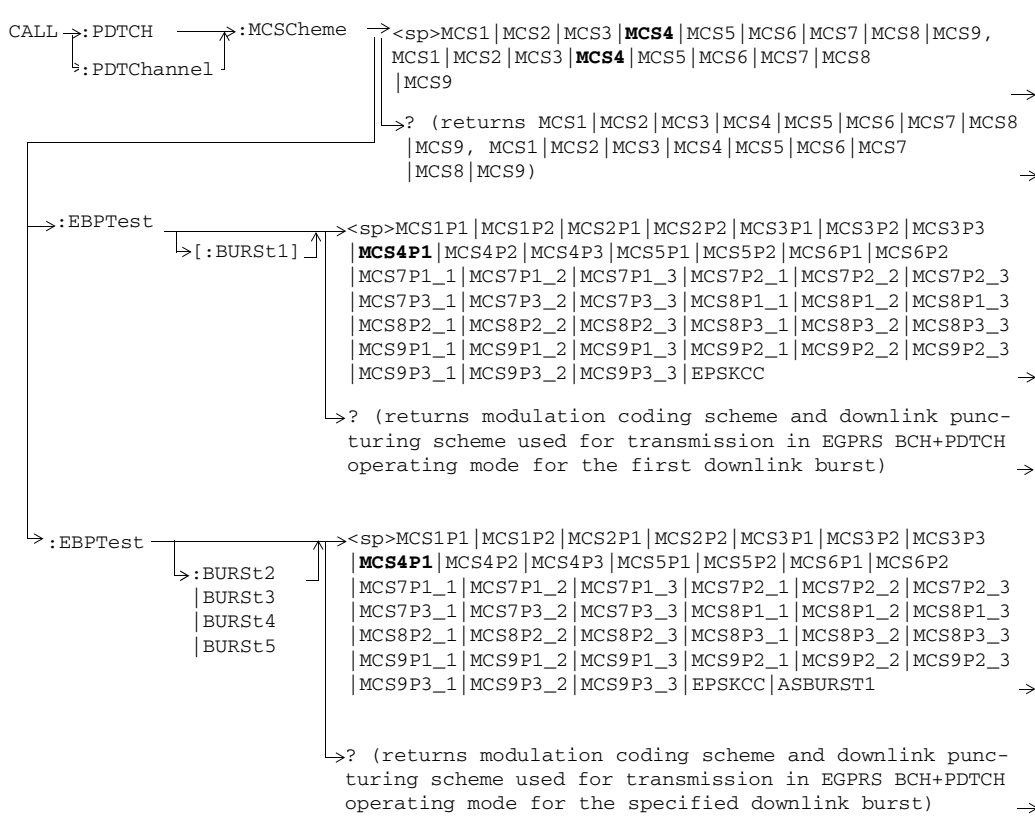 CALL :PDTCH :MCSCheme <sp>MCS1|MCS2|MCS3|MCS4|MCS5|MCS6|MCS7|MCS8|MCS9,
:PDTChannel MCS1|MCS2|MCS3|MCS4|MCS5|MCS6|MCS7|MCS8
|MCS9
? (returns MCS1|MCS2|MCS3|MCS4|MCS5|MCS6|MCS7|MCS8
|MCS9, MCS1|MCS2|MCS3|MCS4|MCS5|MCS6|MCS7
|MCS8|MCS9)
:EBPTest <sp>MCS1P1|MCS1P2|MCS2P1|MCS2P2|MCS3P1|MCS3P2|MCS3P3
[:BURSt1] |MCS4P1|MCS4P2|MCS4P3|MCS5P1|MCS5P2|MCS6P1|MCS6P2
|MCS7P1_1|MCS7P1_2|MCS7P1_3|MCS7P2_1|MCS7P2_2|MCS7P2_3
|MCS7P3_1|MCS7P3_2|MCS7P3_3|MCS8P1_1|MCS8P1_2|MCS8P1_3
|MCS8P2_1|MCS8P2_2|MCS8P2_3|MCS8P3_1|MCS8P3_2|MCS8P3_3
|MCS9P1_1|MCS9P1_2|MCS9P1_3|MCS9P2_1|MCS9P2_2|MCS9P2_3
|MCS9P3_1|MCS9P3_2|MCS9P3_3|EPSKCC
? (returns modulation coding scheme and downlink punc-
turing scheme used for transmission in EGPRS BCH+PDTCH
operating mode for the first downlink burst)
:EBPTest <sp>MCS1P1|MCS1P2|MCS2P1|MCS2P2|MCS3P1|MCS3P2|MCS3P3
|MCS4P1|MCS4P2|MCS4P3|MCS5P1|MCS5P2|MCS6P1|MCS6P2
:BURSt2 |MCS7P1_1|MCS7P1_2|MCS7P1_3|MCS7P2_1|MCS7P2_2|MCS7P2_3
|BURSt3 |MCS7P3_1|MCS7P3_2|MCS7P3_3|MCS8P1_1|MCS8P1_2|MCS8P1_3
|BURSt4 |MCS8P2_1|MCS8P2_2|MCS8P2_3|MCS8P3_1|MCS8P3_2|MCS8P3_3
|BURSt5 |MCS9P1_1|MCS9P1_2|MCS9P1_3|MCS9P2_1|MCS9P2_2|MCS9P2_3
|MCS9P3_1|MCS9P3_2|MCS9P3_3|EPSKCC|ASBURST1
? (returns modulation coding scheme and downlink punc-
turing scheme used for transmission in EGPRS BCH+PDTCH
operating mode for the specified downlink burst)